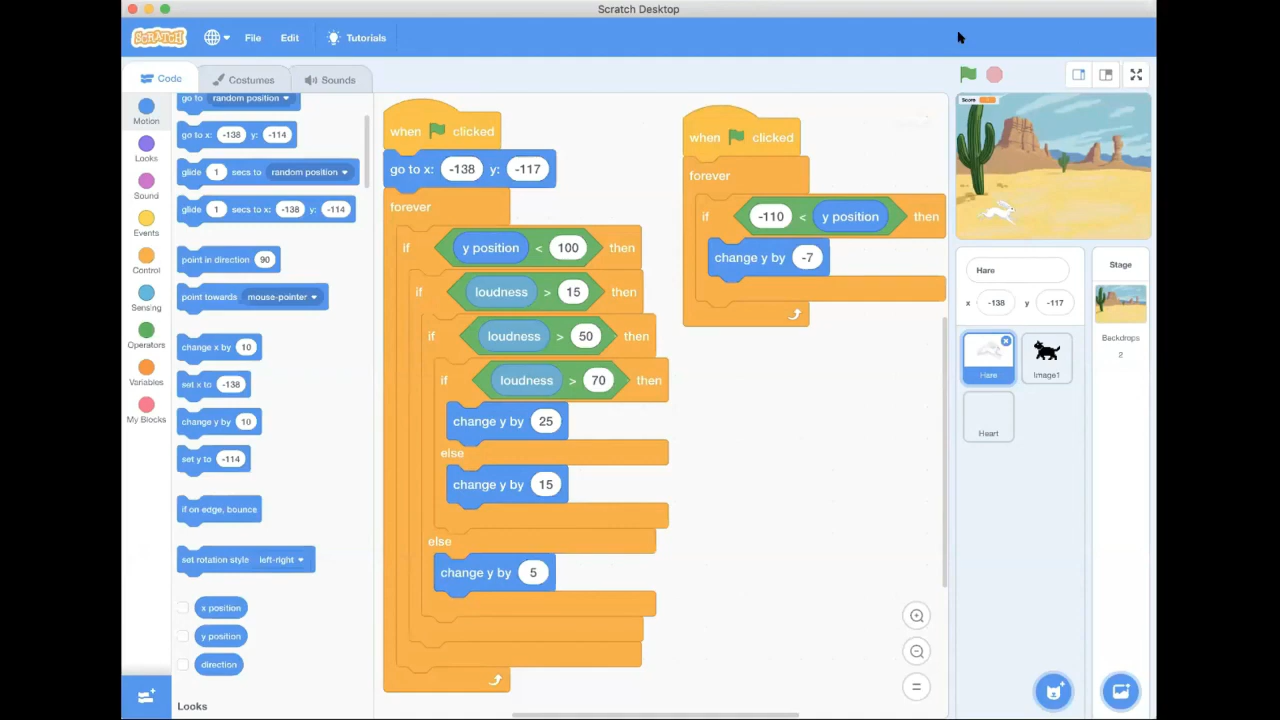 Scratch Desktop
SCRATCH
File
Edit
Tutorials
Code
Costumes
Sounds
Motion
Looks
Sound
Events
Control
Sensing
Operators
Variables
My Blocks
go to random position
go to x: -138 y: -114
glide 1 secs to random position
glide 1 secs to x: -138 y: -114
point in direction 90
point towards mouse-pointer
change x by 10
set x to -138
change y by 10
set y to -114
if on edge, bounce
set rotation style left-right
x position
y position
direction
Looks
when clicked
go to x: -138 y: -117
forever
if y position < 100 then
if loudness > 15 then
if loudness > 50 then
if loudness > 70 then
change y by 25
else
change y by 15
else
change y by 5
when clicked
forever
if -110 < y position then
change y by -7
Score
Hare
x -138 y -117
Hare
Image1
Heart
Stage
Backdrops
2